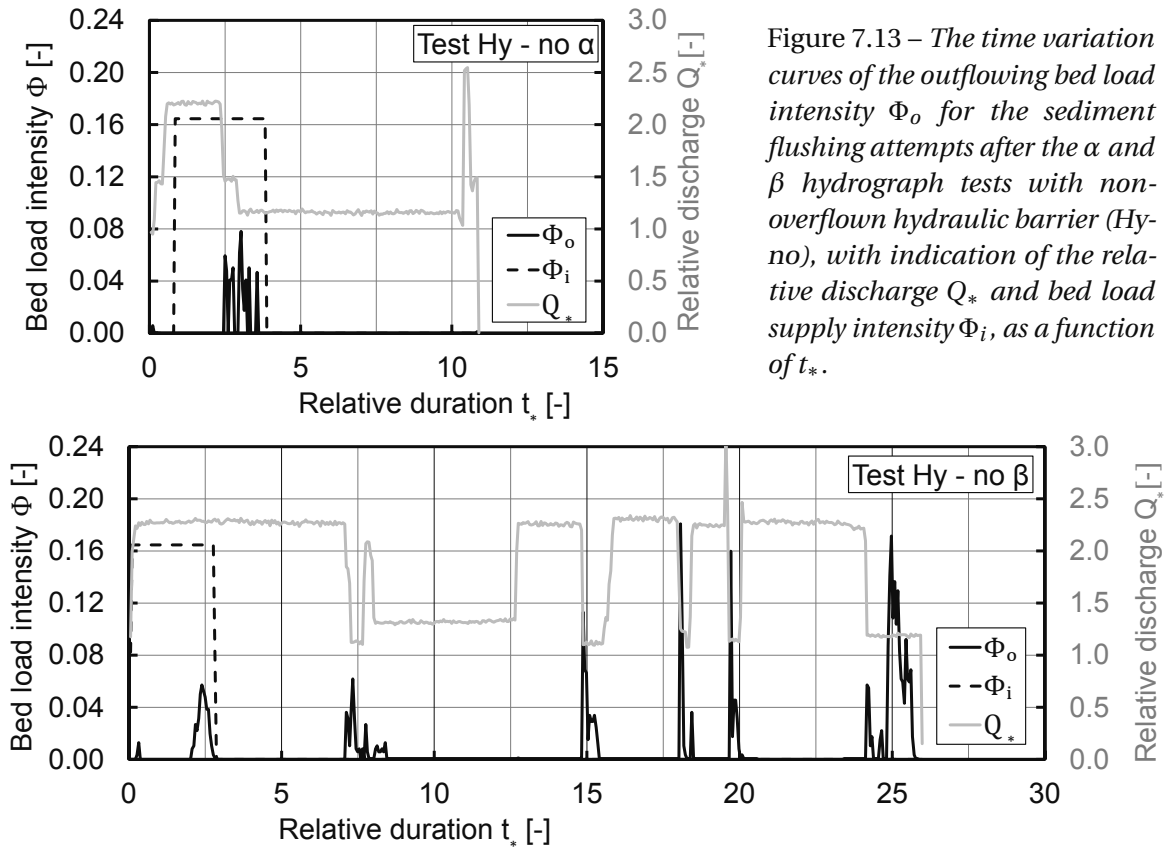 0.24
0.20
0.16
0.12
0.08
0.04
0.00
Bed load intensity Φ [-]
Test Hy - no α
3.0
2.5
2.0
1.5
1.0
0.5
0.0
Relative discharge Q* [-]
Φo
Φi
Q*
0 5 10 15
Relative duration t* [-]
Figure 7.13 – The time variation
curves of the outflowing bed load
intensity Φo for the sediment
flushing attempts after the α and
β hydrograph tests with non-
overflown hydraulic barrier (Hy-
no), with indication of the rela-
tive discharge Q* and bed load
supply intensity Φi, as a function
of t*.
0.24
0.20
0.16
0.12
0.08
0.04
0.00
Bed load intensity Φ [-]
Test Hy - no β
3.0
2.5
2.0
1.5
1.0
0.5
0.0
Relative discharge Q* [-]
Φo
Φi
Q*
0 5 10 15 20 25 30
Relative duration t* [-]